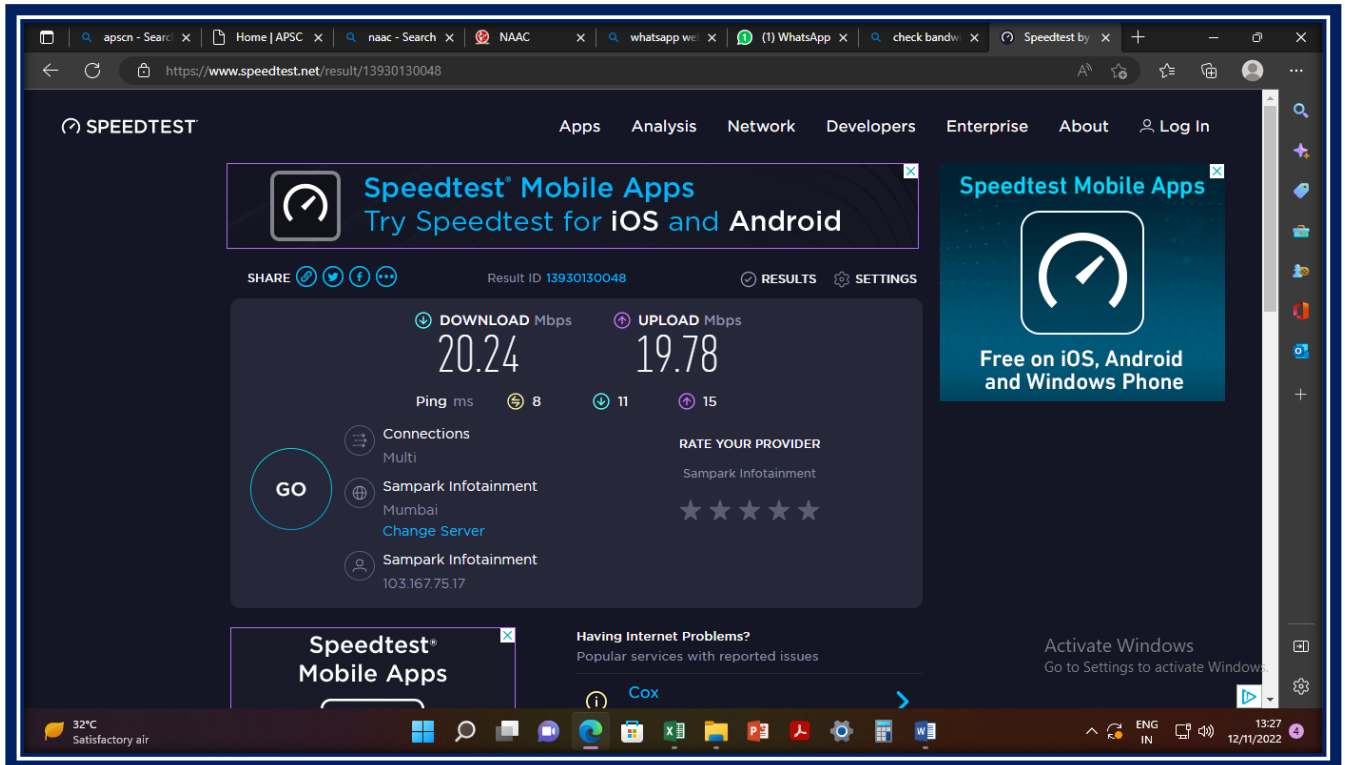 apscn - Searc
Home | APSC
naac - Search
NAAC
whatsapp wel
(1) WhatsApp
check bandw
Speedtest by
https://www.speedtest.net/result/13930130048
SPEEDTEST
Apps Analysis Network Developers Enterprise About Log In
Speedtest® Mobile Apps
Try Speedtest for iOS and Android
Speedtest Mobile Apps
Free on iOS, Android
and Windows Phone
SHARE Result ID 13930130048 RESULTS SETTINGS
DOWNLOAD Mbps UPLOAD Mbps
20.24 19.78
Ping ms 8 11 15
Connections
Multi
Sampark Infotainment
Mumbai
Change Server
Sampark Infotainment
103.167.75.17
RATE YOUR PROVIDER
Sampark Infotainment
GO
Speedtest®
Mobile Apps
Having Internet Problems?
Popular services with reported issues
Cox
Activate Windows
Go to Settings to activate Windows.
32°C
Satisfactory air
ENG
IN
13:27
12/11/2022
4